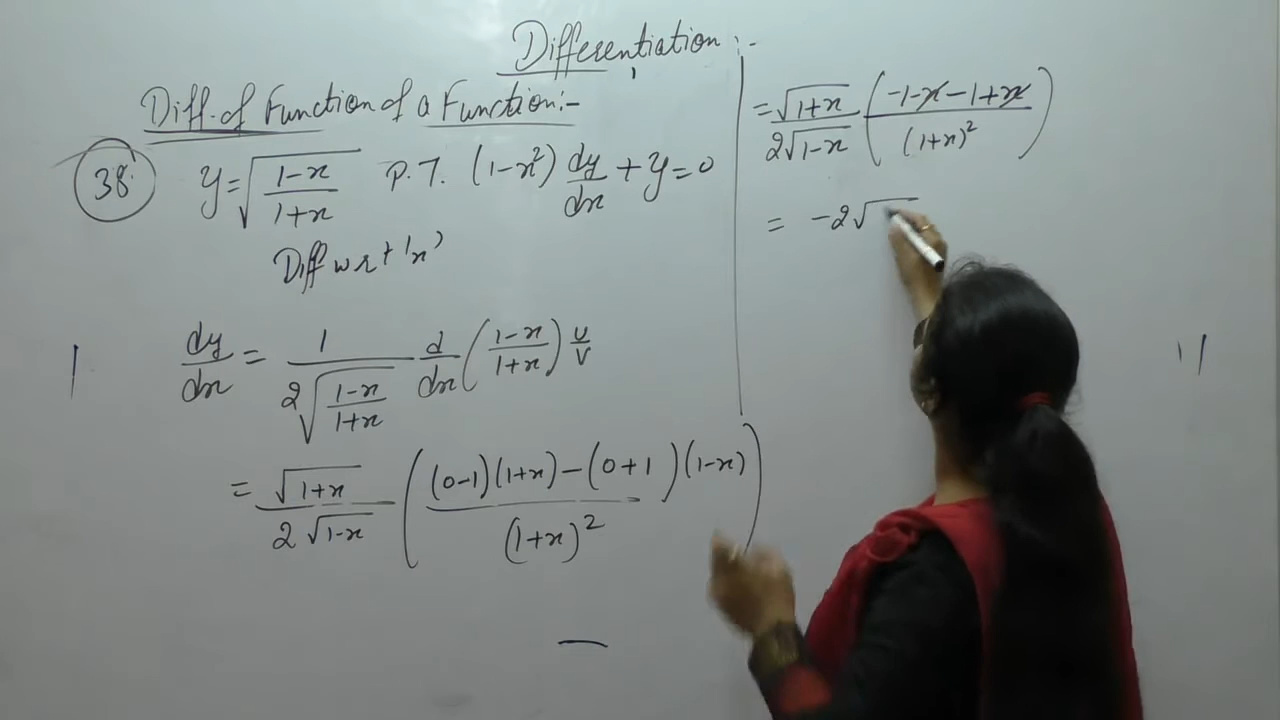 Differentiation :-
Diff. of Function of a Function:-
38. y=√((1-x)/(1+x)) P.T. (1-x²) dy/dx + y = 0
Diff w r t 'x'
dy/dx = 1/(2√((1-x)/(1+x))) d/dx ((1-x)/(1+x)) u/v
= √(1+x)/(2√(1-x)) (((0-1)(1+x)-(0+1)(1-x))/(1+x)²)
= √(1+x)/(2√(1-x)) ((-1-x-1+x)/(1+x)²)
= -2√